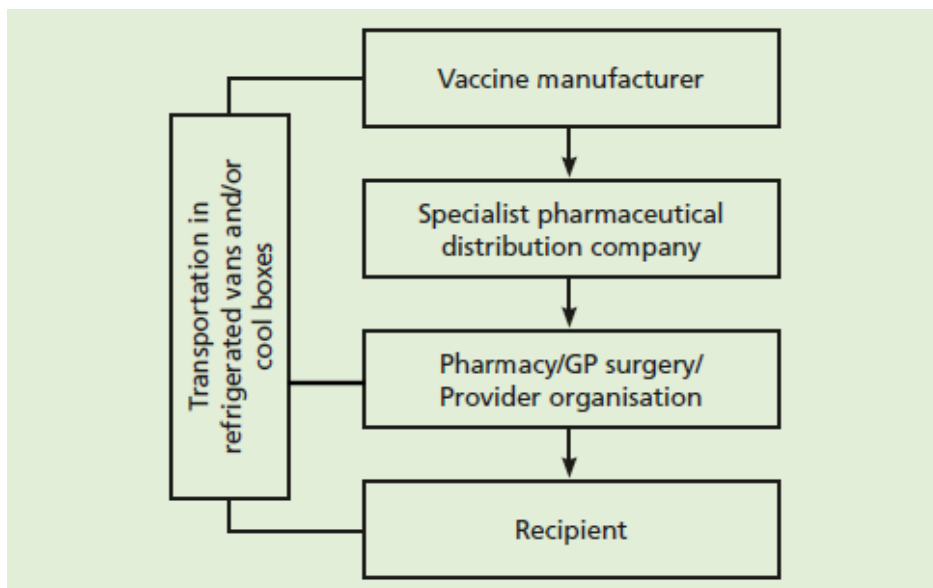 Vaccine manufacturer
Specialist pharmaceutical
distribution company
Transportation in
refrigerated vans and/or
cool boxes
Pharmacy/GP surgery/
Provider organisation
Recipient